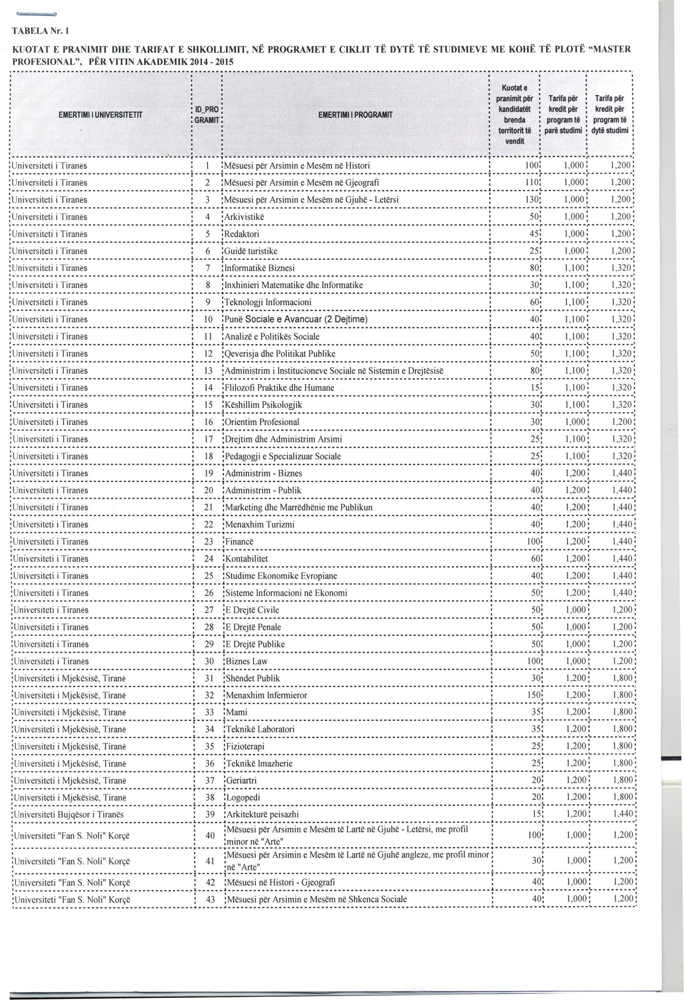 TABELA Nr. 1
KUOTAT E PRANIMIT DHE TARIFAT E SHKOLLIMIT, NË PROGRAMET E CIKLIT TË DYTË TË STUDIMEVE ME KOHË TË PLOTË “MASTER
PROFESIONAL”, PËR VITIN AKADEMIK 2014 - 2015
EMERTIMI I UNIVERSITETIT
ID_PRO
GRAMIT
EMERTIMI I PROGRAMIT
Kuotat e
pranimit për
kandidatët
brenda
territorit të
vendit
Tarifa për
kredit për
program të
parë studimi
Tarifa për
kredit për
program të
dytë studimi
Universiteti i Tiranës 1 Mësuesi për Arsimin e Mesëm në Histori 100 1,000 1,200
Universiteti i Tiranës 2 Mësuesi për Arsimin e Mesëm në Gjeografi 110 1,000 1,200
Universiteti i Tiranës 3 Mësuesi për Arsimin e Mesëm në Gjuhë - Letërsi 130 1,000 1,200
Universiteti i Tiranës 4 Arkivistikë 50 1,000 1,200
Universiteti i Tiranës 5 Redaktori 45 1,000 1,200
Universiteti i Tiranës 6 Guidë turistike 25 1,000 1,200
Universiteti i Tiranës 7 Informatikë Biznesi 80 1,100 1,320
Universiteti i Tiranës 8 Inxhinieri Matematike dhe Informatike 30 1,100 1,320
Universiteti i Tiranës 9 Teknologji Informacioni 60 1,100 1,320
Universiteti i Tiranës 10 Punë Sociale e Avancuar (2 Dejtime) 40 1,100 1,320
Universiteti i Tiranës 11 Analizë e Politikës Sociale 40 1,100 1,320
Universiteti i Tiranës 12 Qeverisja dhe Politikat Publike 50 1,100 1,320
Universiteti i Tiranës 13 Administrim i Institucioneve Sociale në Sistemin e Drejtësisë 80 1,100 1,320
Universiteti i Tiranës 14 Flilozofi Praktike dhe Humane 15 1,100 1,320
Universiteti i Tiranës 15 Këshillim Psikologjik 30 1,100 1,320
Universiteti i Tiranës 16 Orientim Profesional 30 1,000 1,200
Universiteti i Tiranës 17 Drejtim dhe Administrim Arsimi 25 1,100 1,320
Universiteti i Tiranës 18 Pedagogji e Specializuar Sociale 25 1,100 1,320
Universiteti i Tiranës 19 Administrim - Biznes 40 1,200 1,440
Universiteti i Tiranës 20 Administrim - Publik 40 1,200 1,440
Universiteti i Tiranës 21 Marketing dhe Marrëdhënie me Publikun 40 1,200 1,440
Universiteti i Tiranës 22 Menaxhim Turizmi 40 1,200 1,440
Universiteti i Tiranës 23 Financë 100 1,200 1,440
Universiteti i Tiranës 24 Kontabilitet 60 1,200 1,440
Universiteti i Tiranës 25 Studime Ekonomike Evropiane 40 1,200 1,440
Universiteti i Tiranës 26 Sisteme Informacioni në Ekonomi 50 1,200 1,440
Universiteti i Tiranës 27 E Drejtë Civile 50 1,000 1,200
Universiteti i Tiranës 28 E Drejtë Penale 50 1,000 1,200
Universiteti i Tiranës 29 E Drejtë Publike 50 1,000 1,200
Universiteti i Tiranës 30 Biznes Law 100 1,000 1,200
Universiteti i Mjekësisë, Tiranë 31 Shëndet Publik 30 1,200 1,800
Universiteti i Mjekësisë, Tiranë 32 Menaxhim Infermieror 150 1,200 1,800
Universiteti i Mjekësisë, Tiranë 33 Mami 35 1,200 1,800
Universiteti i Mjekësisë, Tiranë 34 Teknikë Laboratori 35 1,200 1,800
Universiteti i Mjekësisë, Tiranë 35 Fizioterapi 25 1,200 1,800
Universiteti i Mjekësisë, Tiranë 36 Teknikë Imazherie 25 1,200 1,800
Universiteti i Mjekësisë, Tiranë 37 Geriartri 20 1,200 1,800
Universiteti i Mjekësisë, Tiranë 38 Logopedi 20 1,200 1,800
Universiteti Bujqësor i Tiranës 39 Arkitekturë peisazhi 15 1,200 1,440
Universiteti "Fan S. Noli" Korçë 40 Mësuesi për Arsimin e Mesëm të Lartë në Gjuhë - Letërsi, me profil
minor në "Arte" 100 1,000 1,200
Universiteti "Fan S. Noli" Korçë 41 Mësuesi për Arsimin e Mesëm të Lartë në Gjuhë angleze, me profil minor
në "Arte" 30 1,000 1,200
Universiteti "Fan S. Noli" Korçë 42 Mësuesi në Histori - Gjeografi 40 1,000 1,200
Universiteti "Fan S. Noli" Korçë 43 Mësuesi për Arsimin e Mesëm në Shkenca Sociale 40 1,000 1,200